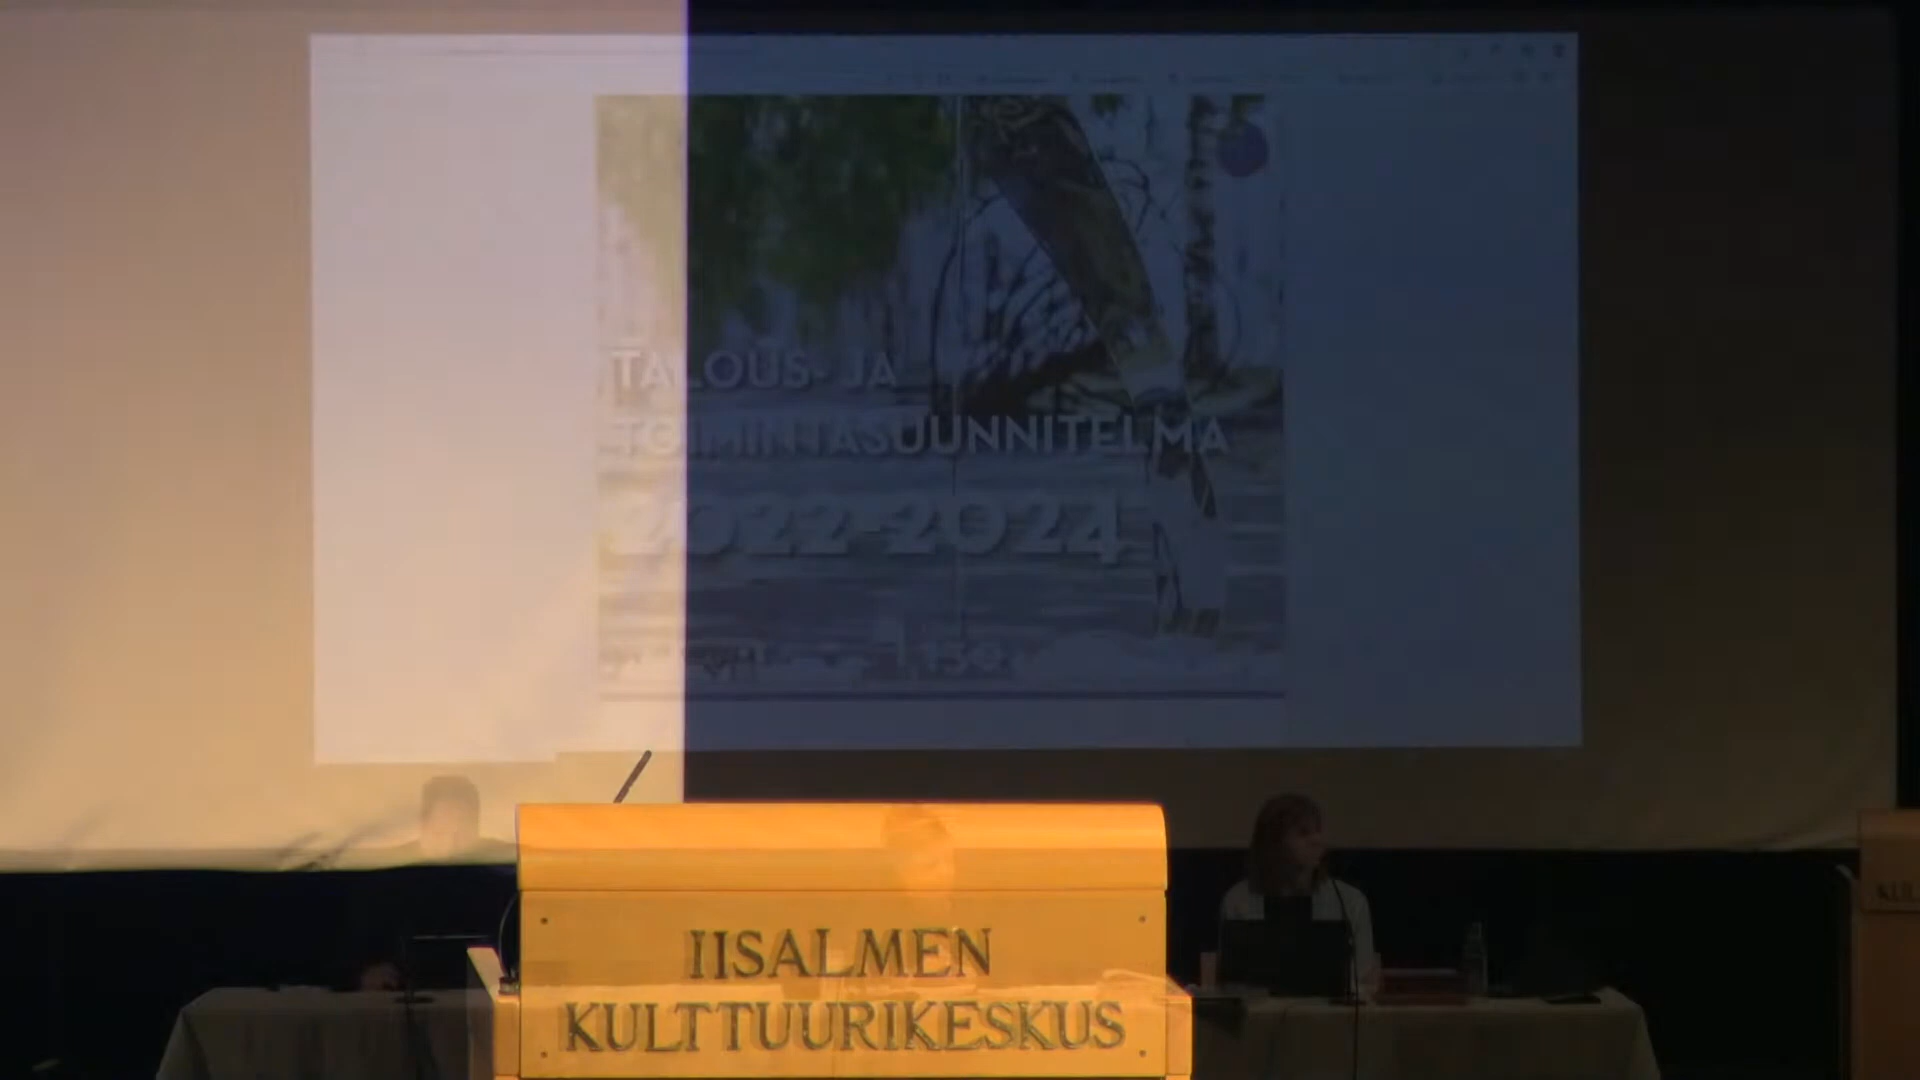 TALOUS- JA
TOIMINTASUUNNITELMA
2022-2024
IISALMEN
KULTTUURIKESKUS